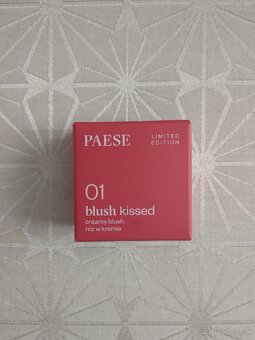 PAESE
LIMITED
EDITION
01
blush kissed
creamy blush
róż w kremie